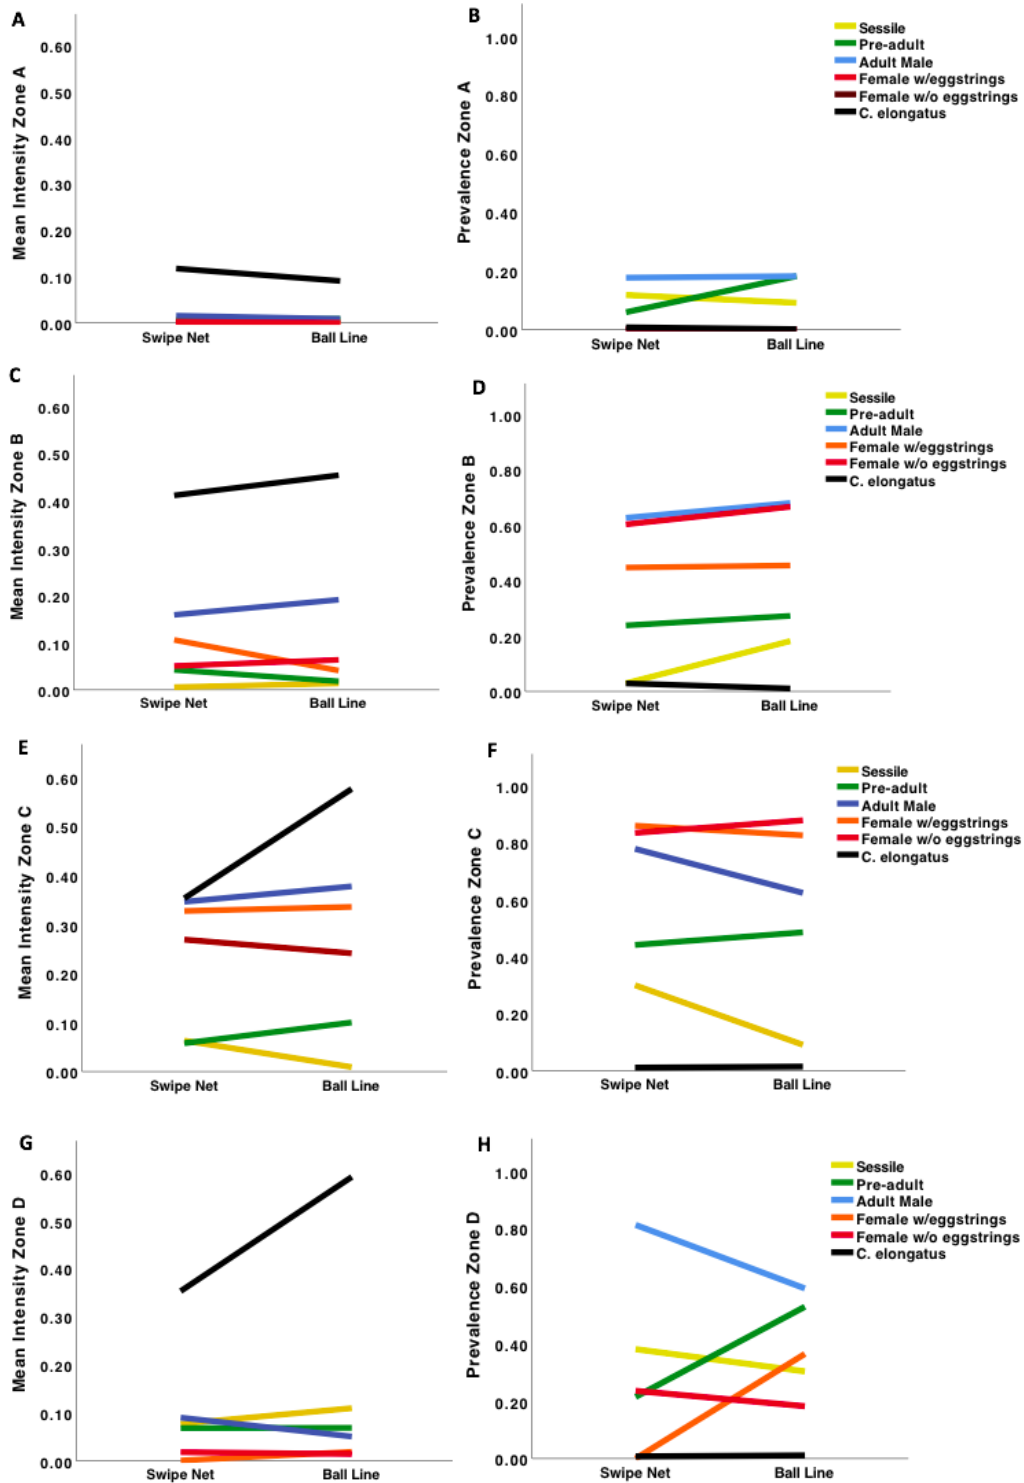 A
Mean Intensity Zone A
0.60
0.50
0.40
0.30
0.20
0.10
0.00
Swipe Net
Ball Line
B
Prevalence Zone A
1.00
0.80
0.60
0.40
0.20
0.00
Swipe Net
Ball Line
Sessile
Pre-adult
Adult Male
Female w/eggstrings
Female w/o eggstrings
C. elongatus
C
Mean Intensity Zone B
0.60
0.50
0.40
0.30
0.20
0.10
0.00
Swipe Net
Ball Line
D
Prevalence Zone B
1.00
0.80
0.60
0.40
0.20
0.00
Swipe Net
Ball Line
Sessile
Pre-adult
Adult Male
Female w/eggstrings
Female w/o eggstrings
C. elongatus
E
Mean Intensity Zone C
0.60
0.50
0.40
0.30
0.20
0.10
0.00
Swipe Net
Ball Line
F
Prevalence Zone C
1.00
0.80
0.60
0.40
0.20
0.00
Swipe Net
Ball Line
Sessile
Pre-adult
Adult Male
Female w/eggstrings
Female w/o eggstrings
C. elongatus
G
Mean Intensity Zone D
0.60
0.50
0.40
0.30
0.20
0.10
0.00
Swipe Net
Ball Line
H
Prevalence Zone D
1.00
0.80
0.60
0.40
0.20
0.00
Swipe Net
Ball Line
Sessile
Pre-adult
Adult Male
Female w/eggstrings
Female w/o eggstrings
C. elongatus